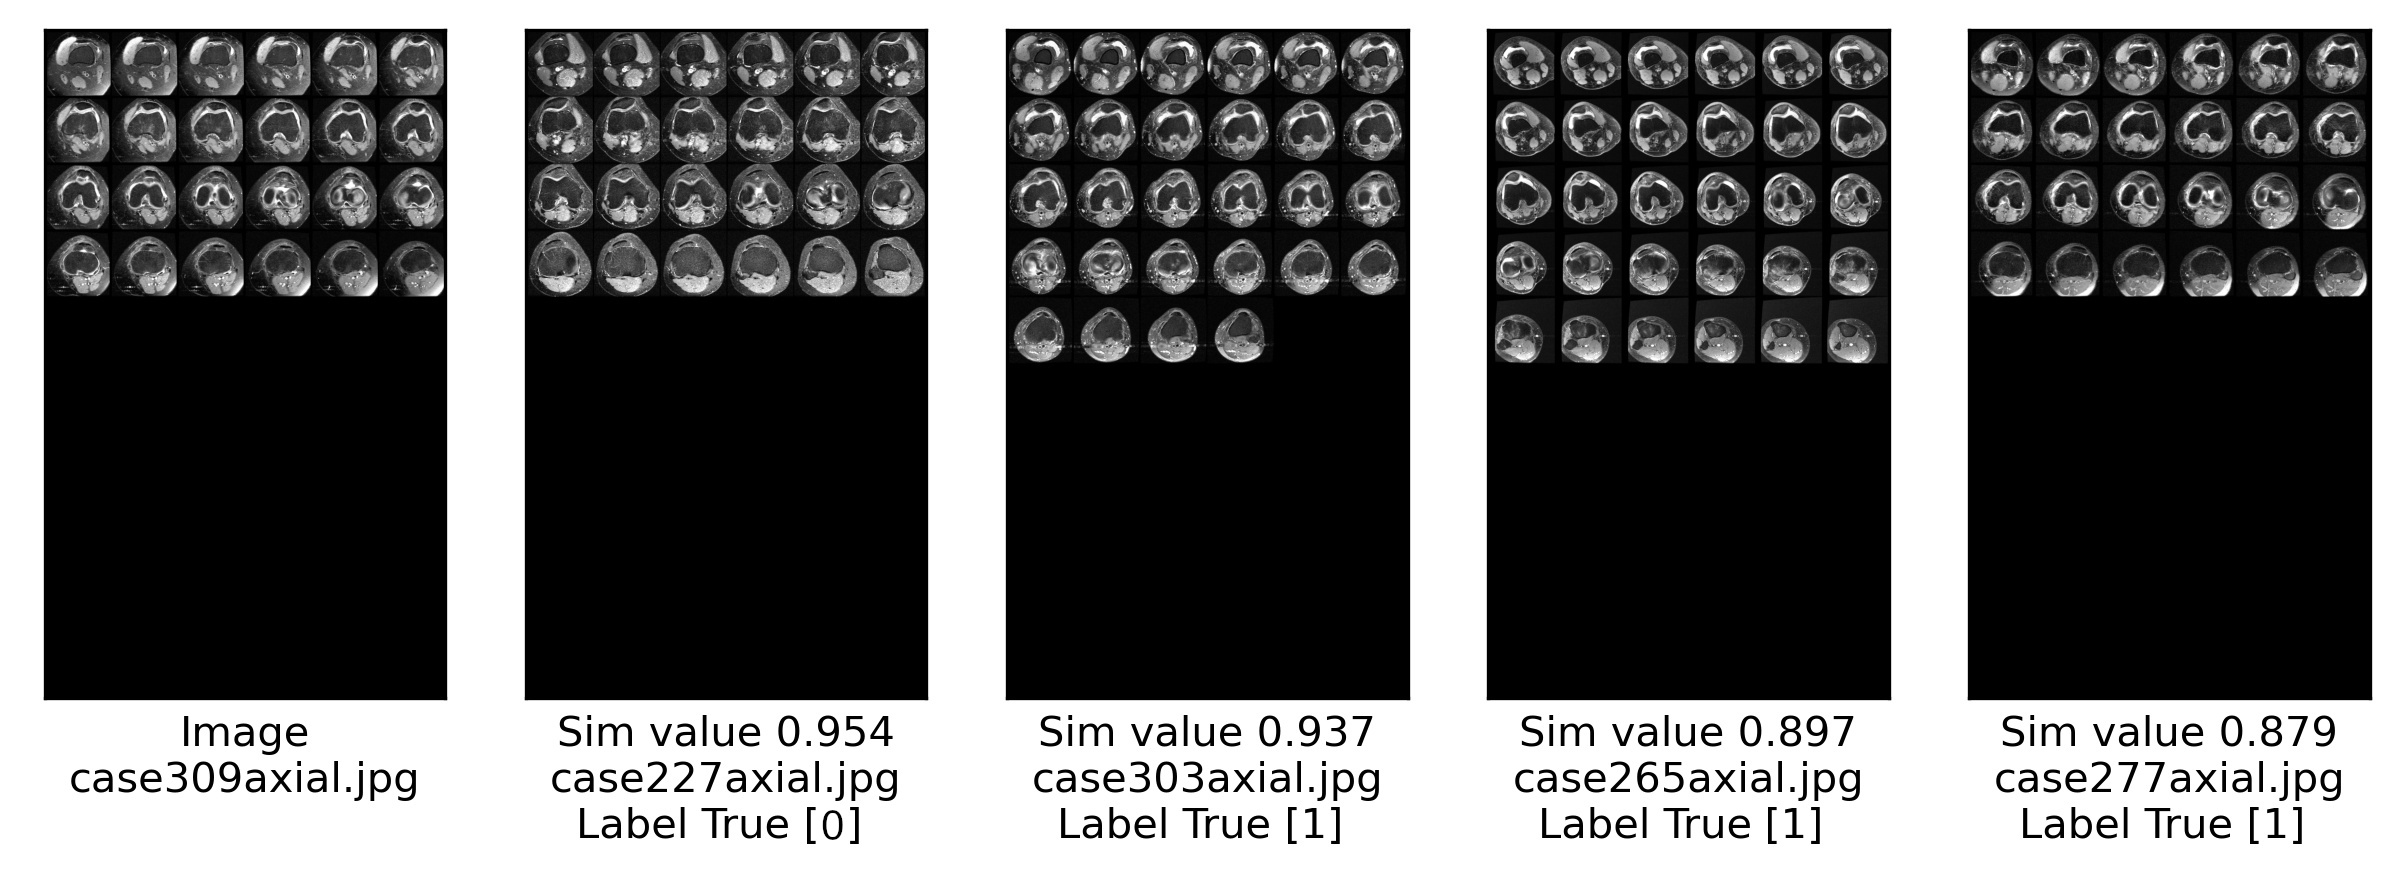 Image
case309axial.jpg
Sim value 0.954
case227axial.jpg
Label True [0]
Sim value 0.937
case303axial.jpg
Label True [1]
Sim value 0.897
case265axial.jpg
Label True [1]
Sim value 0.879
case277axial.jpg
Label True [1]